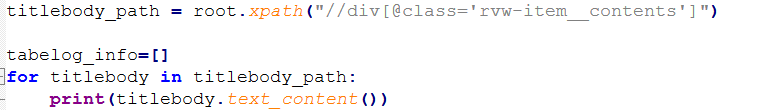 titlebody_path = root.xpath("//div[@class='rvw-item__contents']")
tabelog_info=[]
for titlebody in titlebody_path:
    print(titlebody.text_content())